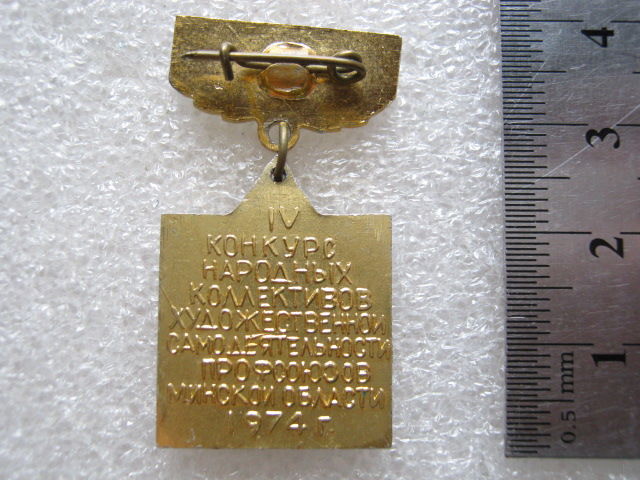 IV
КОНКУРС
НАРОДНЫХ
КОЛЛЕКТИВОВ
ХУДОЖЕСТВЕННОЙ
САМОДЕЯТЕЛЬНОСТИ
ПРОФСОЮЗОВ
МИНСКОЙ ОБЛАСТИ
1974 г.
4
3
2
1
0.5 mm